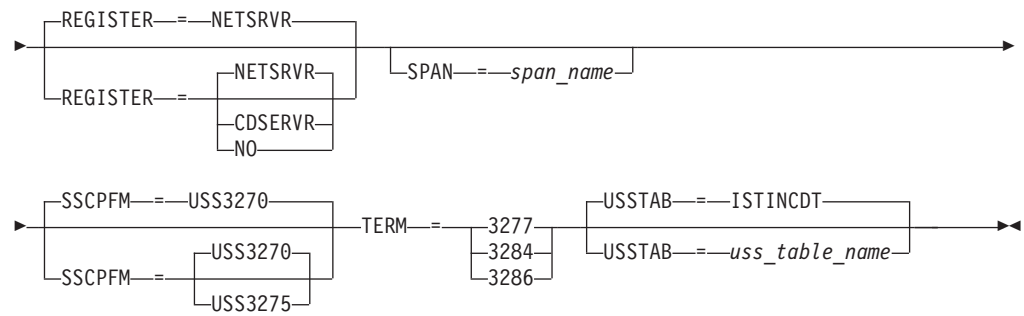 REGISTER = NETSRVR
SPAN = span_name
NETSRVR
REGISTER =
CDSERVR
NO
SSCPFM = USS3270
TERM = 3277
USSTAB = ISTINCDT
USS3270
3284
USSTAB = uss_table_name
SSCPFM =
3286
USS3275